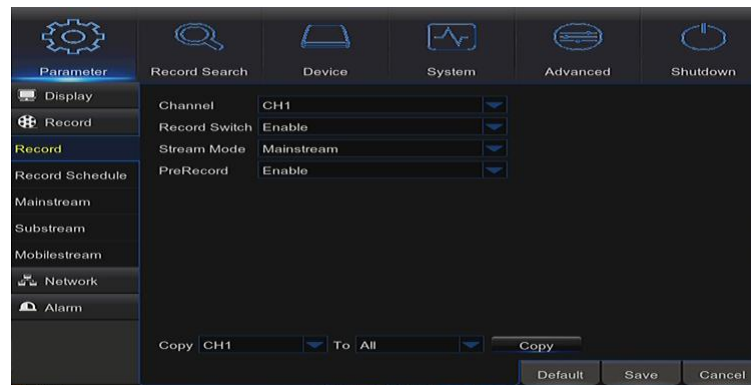 Parameter Record Search Device System Advanced Shutdown
Display
Record
Record
Record Schedule
Mainstream
Substream
Mobilestream
Network
Alarm
Channel CH1
Record Switch Enable
Stream Mode Mainstream
PreRecord Enable
Copy CH1 To All Copy
Default Save Cancel